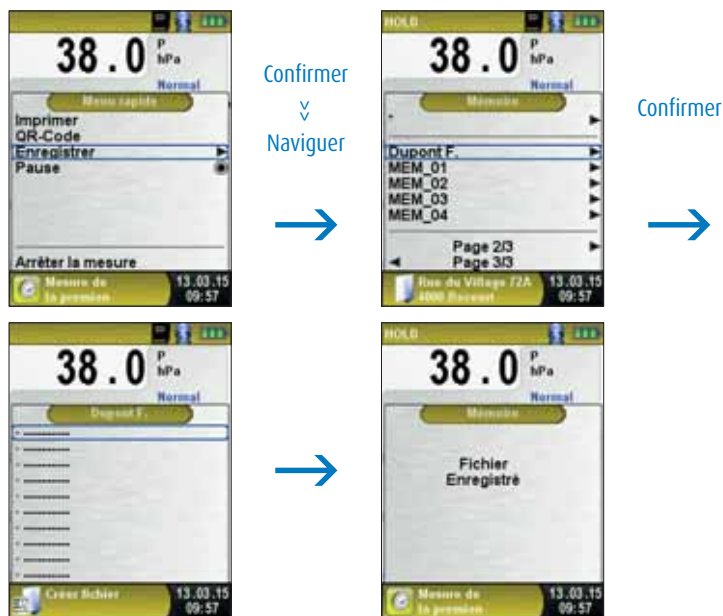 38.0 P hPa
Normal
Menu rapide
Imprimer
QR-Code
Enregistrer
Pause
Arrêter la mesure
Mesure de
la pression
13.03.15
09:57
Confirmer
Naviguer
HOLD
38.0 P hPa
Normal
Mémoire
Dupont F.
MEM_01
MEM_02
MEM_03
MEM_04
Page 2/3
Page 3/3
Rue du Village 72A
4000
13.03.15
09:57
Confirmer
38.0 P hPa
Normal
Dupont F.
- ----------
- ----------
- ----------
- ----------
- ----------
- ----------
- ----------
- ----------
- ----------
- ----------
Créer fichier
13.03.15
09:57
HOLD
38.0 P hPa
Normal
Mémoire
Fichier
Enregistré
Mesure de
la pression
13.03.15
09:57